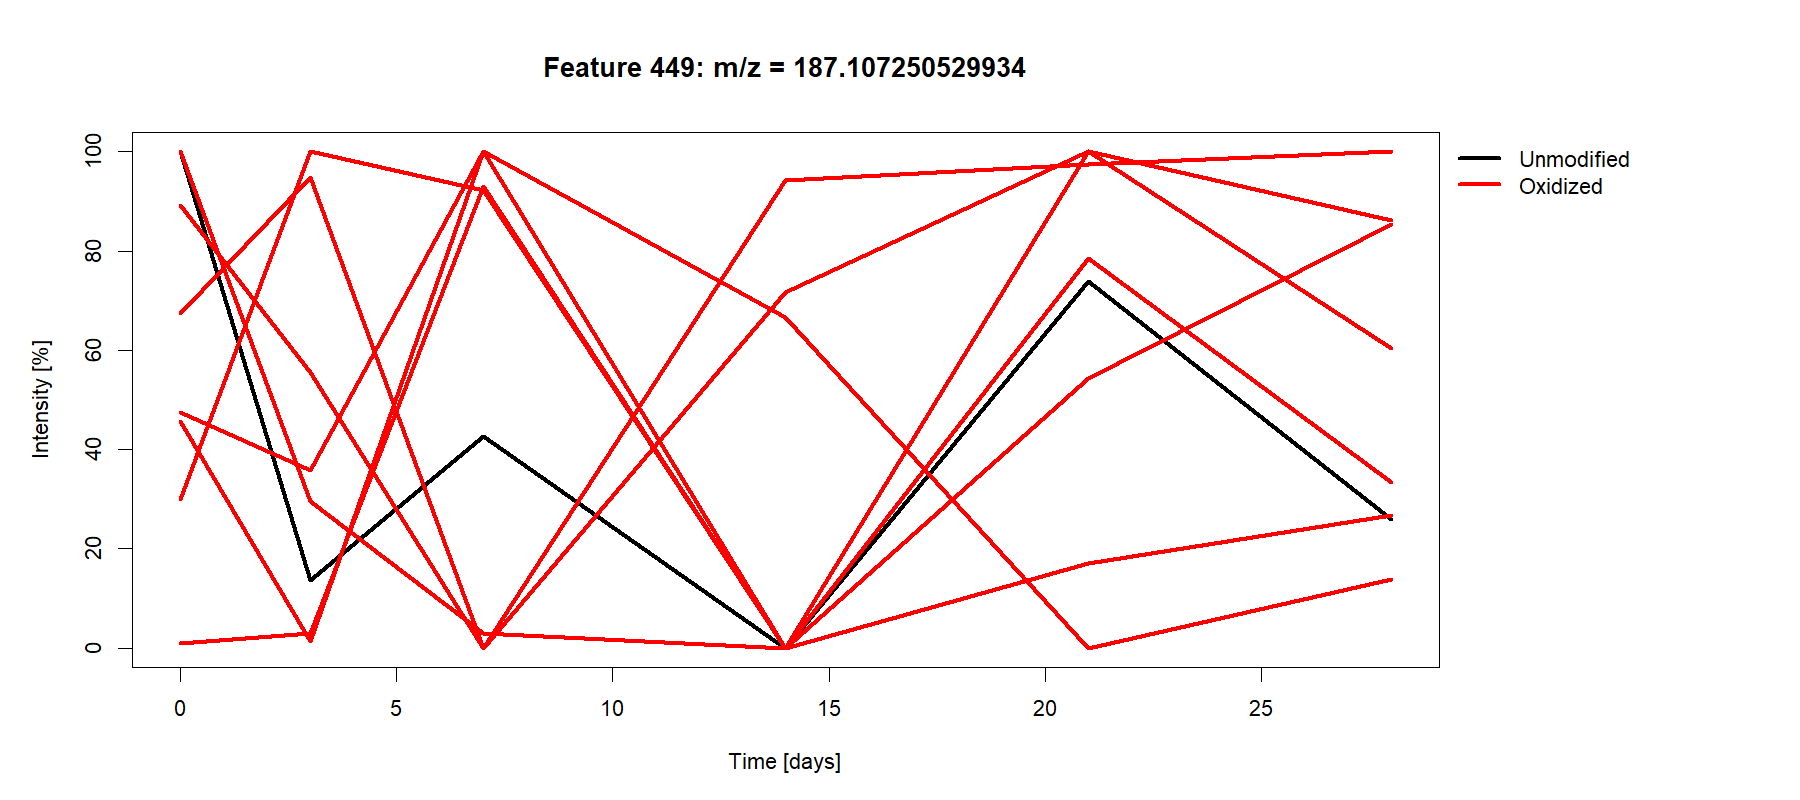 Feature 449: m/z = 187.107250529934
Unmodified
Oxidized
100
80
60
40
20
0
Intensity [%]
0 5 10 15 20 25
Time [days]